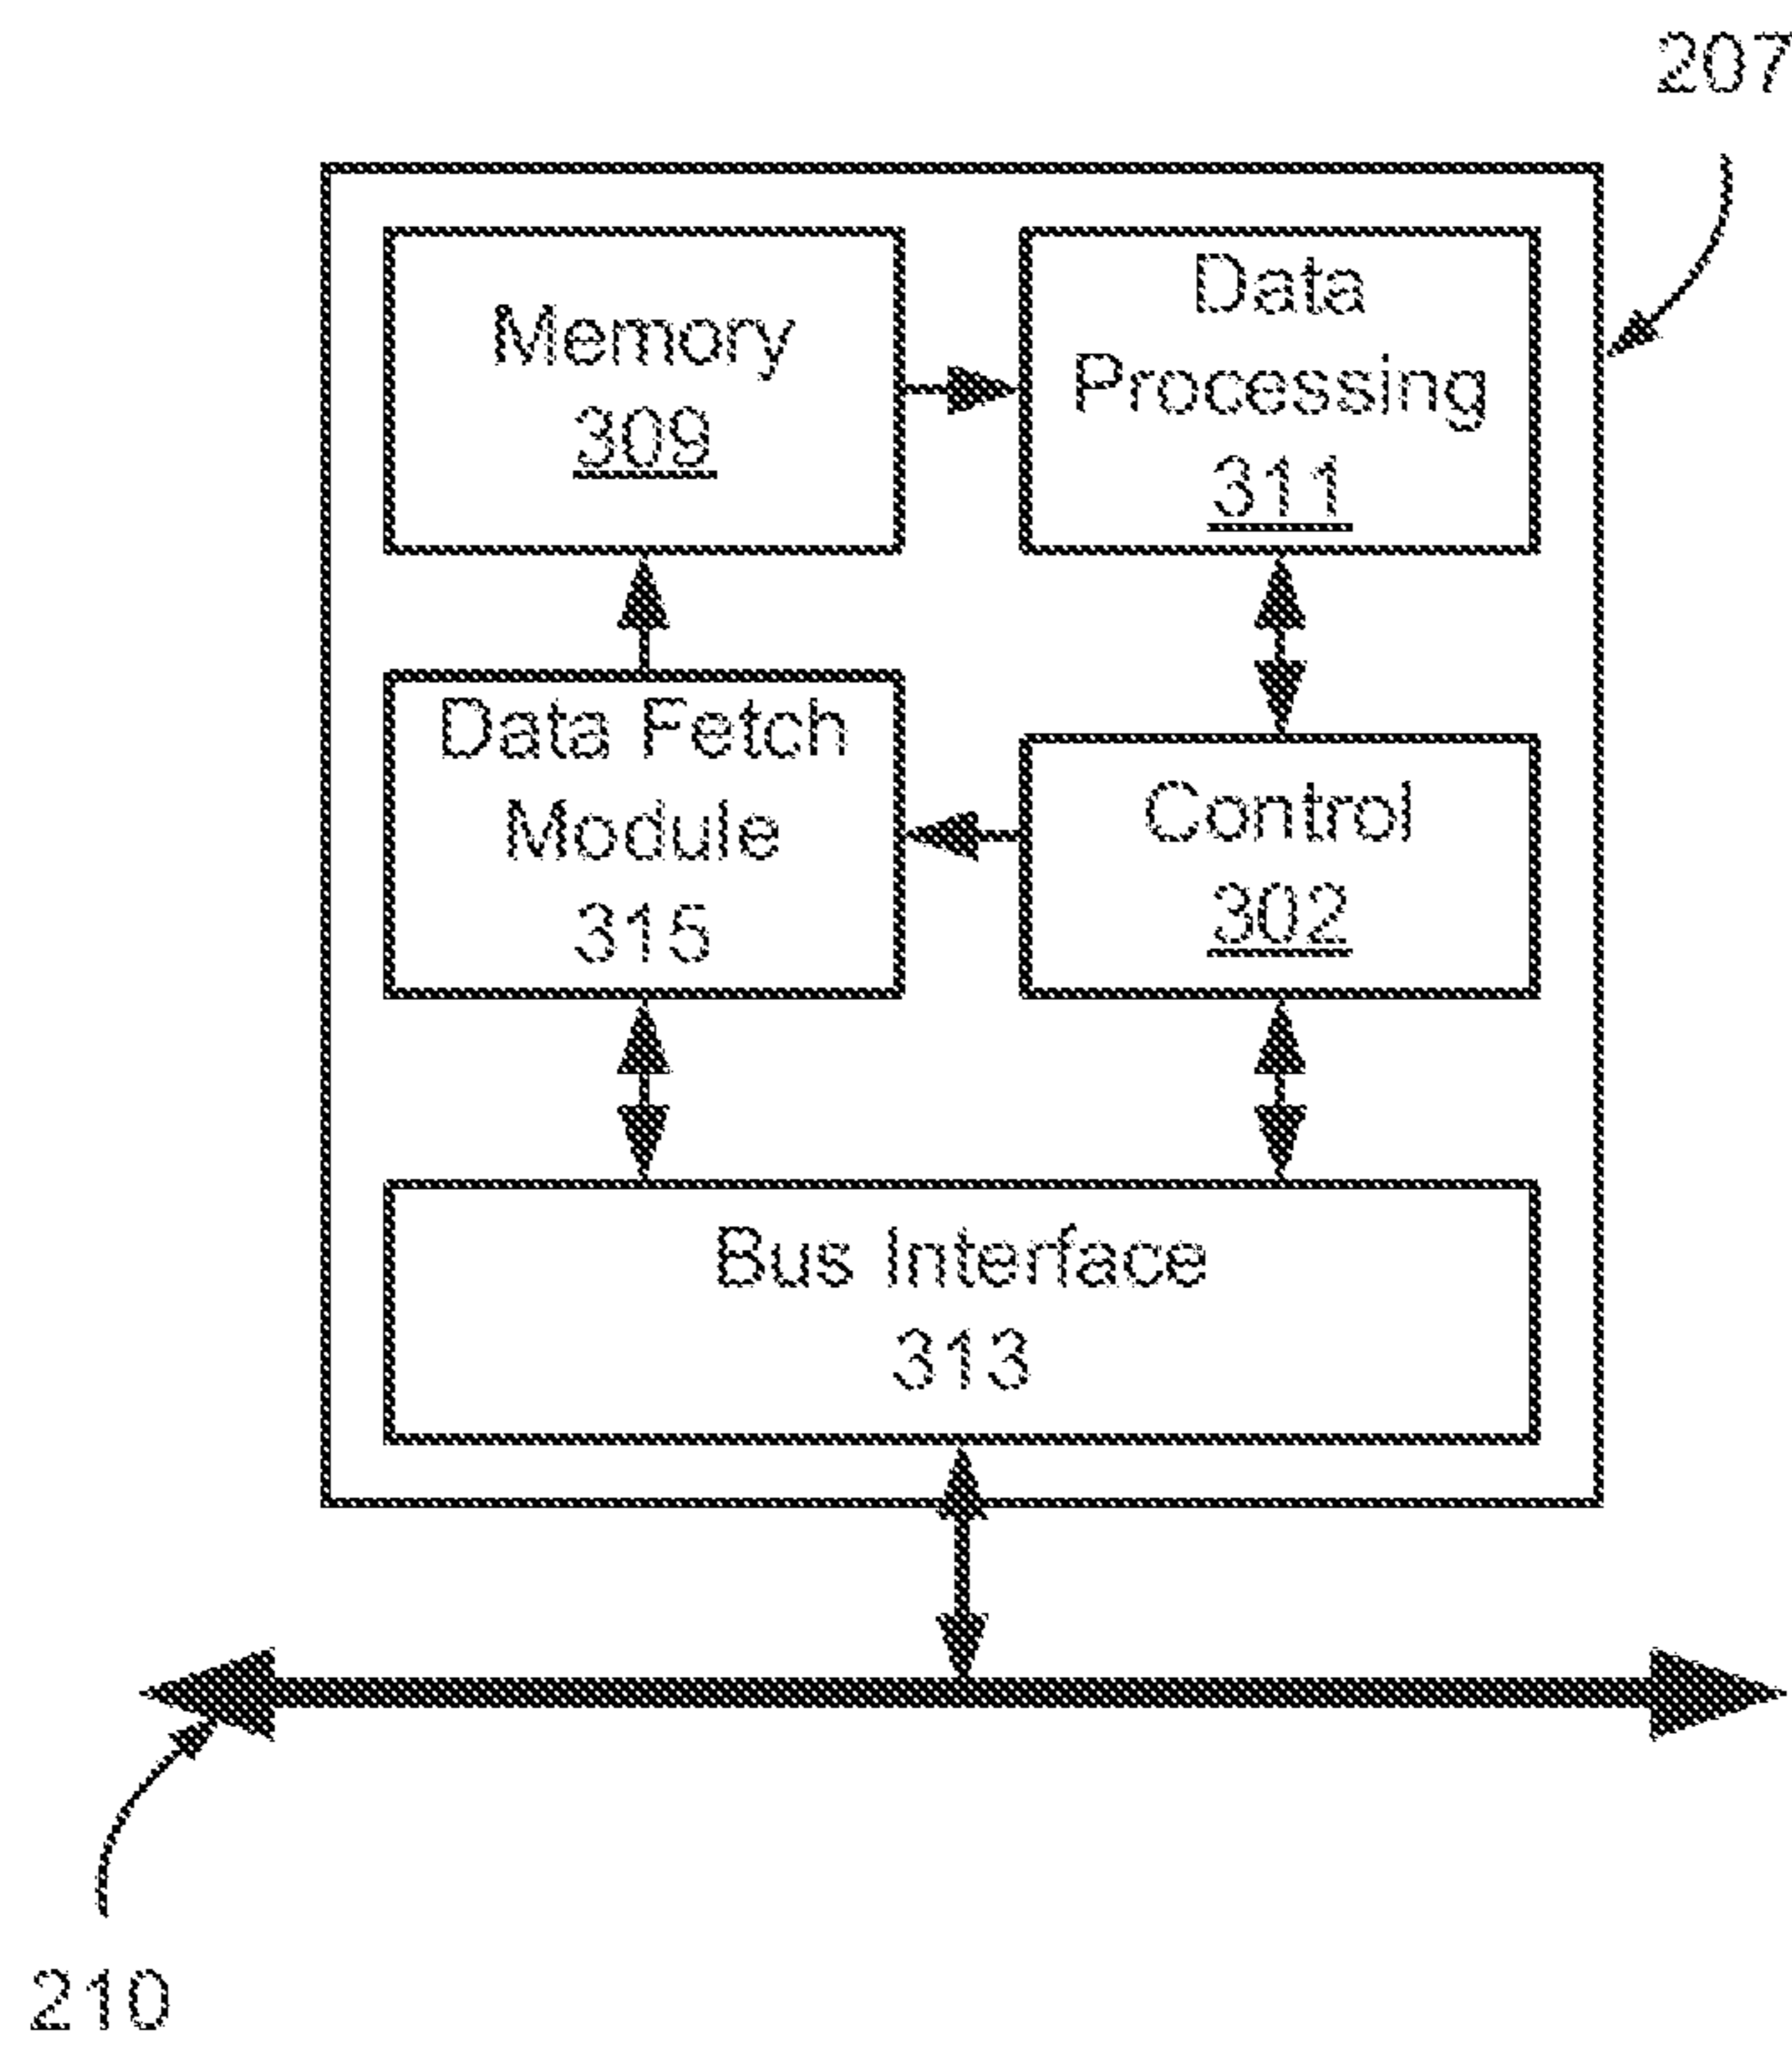 207
Memory
309
Data
Processing
311
Data Fetch
Module
315
Control
302
Bus Interface
313
210